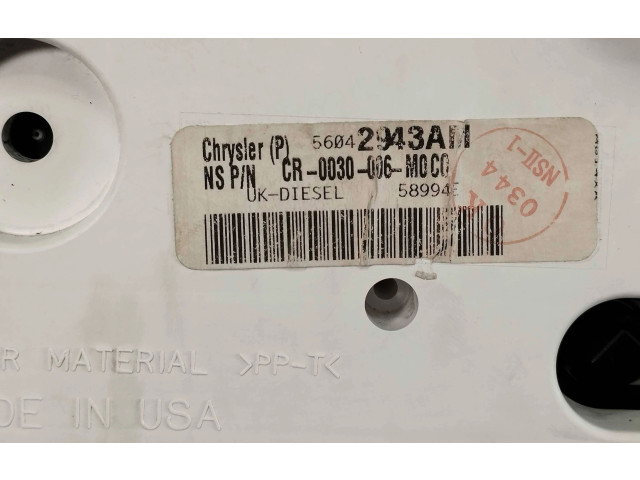 Chrysler (P) 56042943AH
NS P/N CR-0030-006-M0C0
UK-DIESEL 58994E
0344
NSII-1
R MATERIAL >PP-T<
DE IN USA